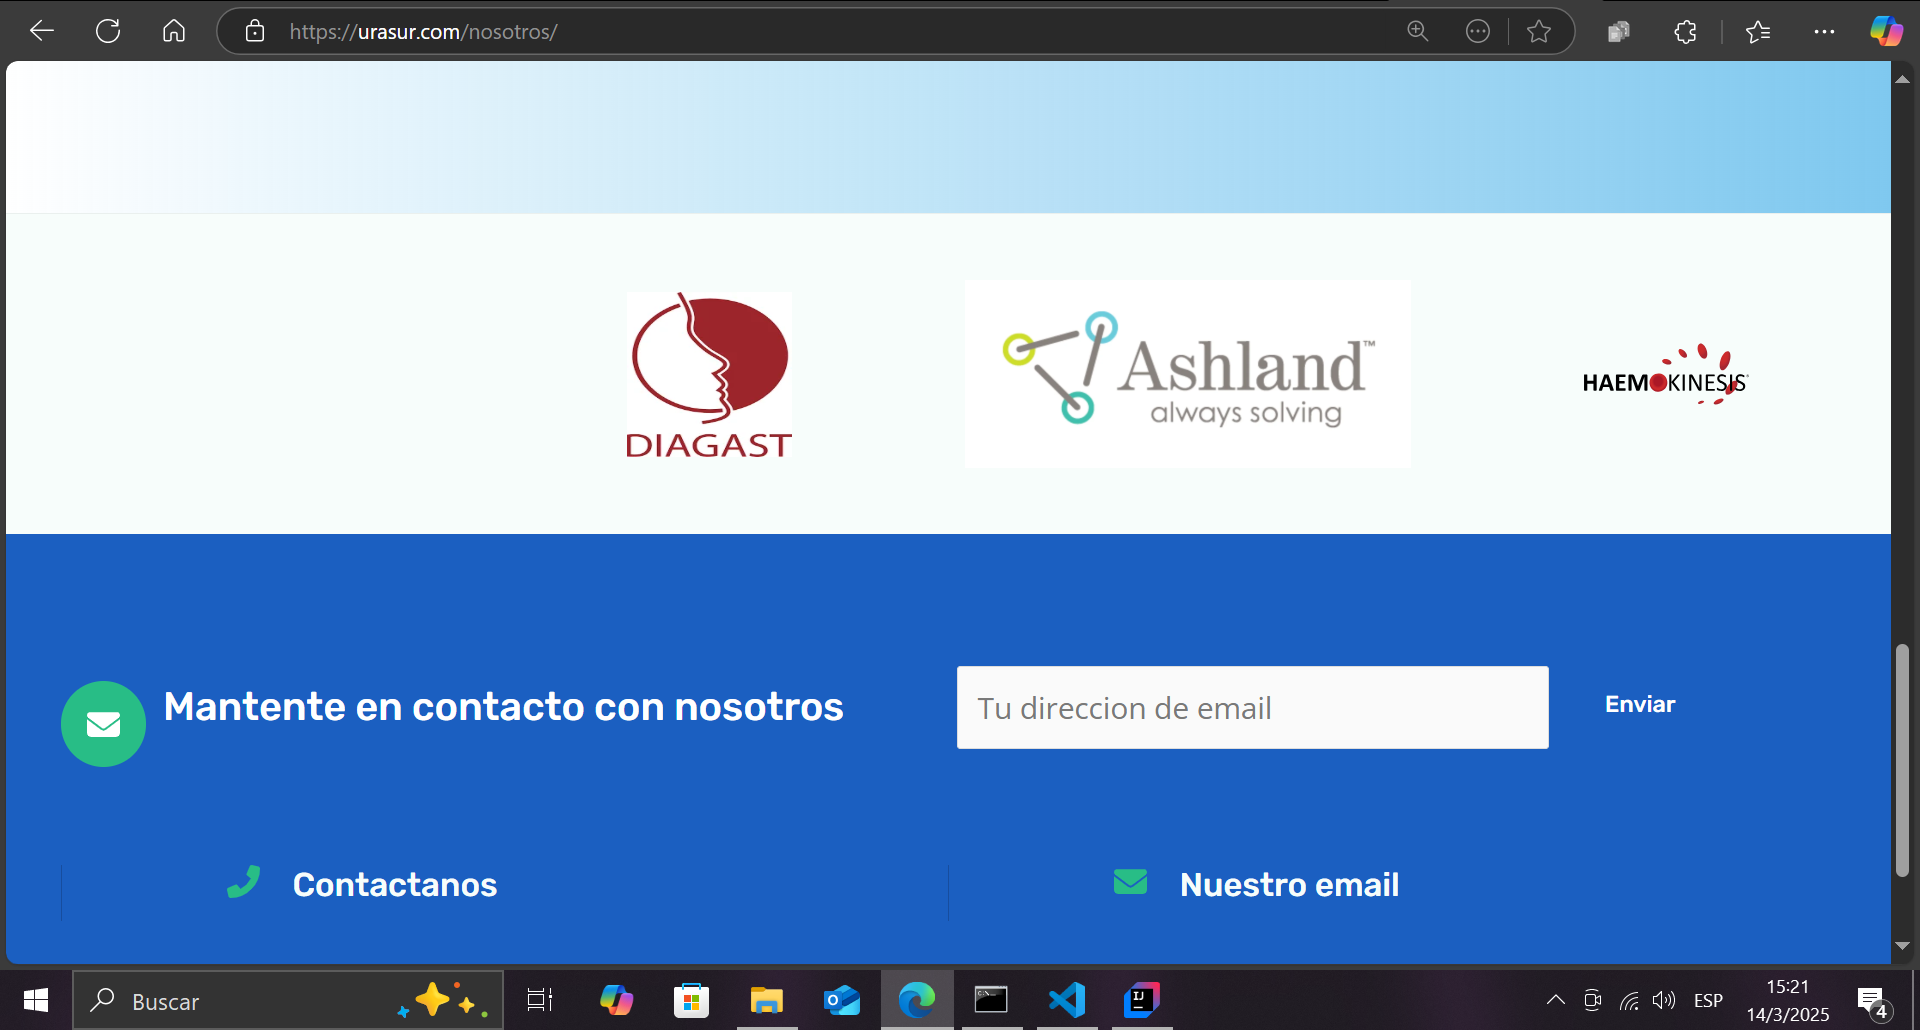 https://urasur.com/nosotros/
DIAGAST
Ashland™
always solving
HAEMOKINESIS
Mantente en contacto con nosotros
Tu direccion de email
Enviar
Contactanos
Nuestro email
Buscar
ESP
15:21
14/3/2025
4